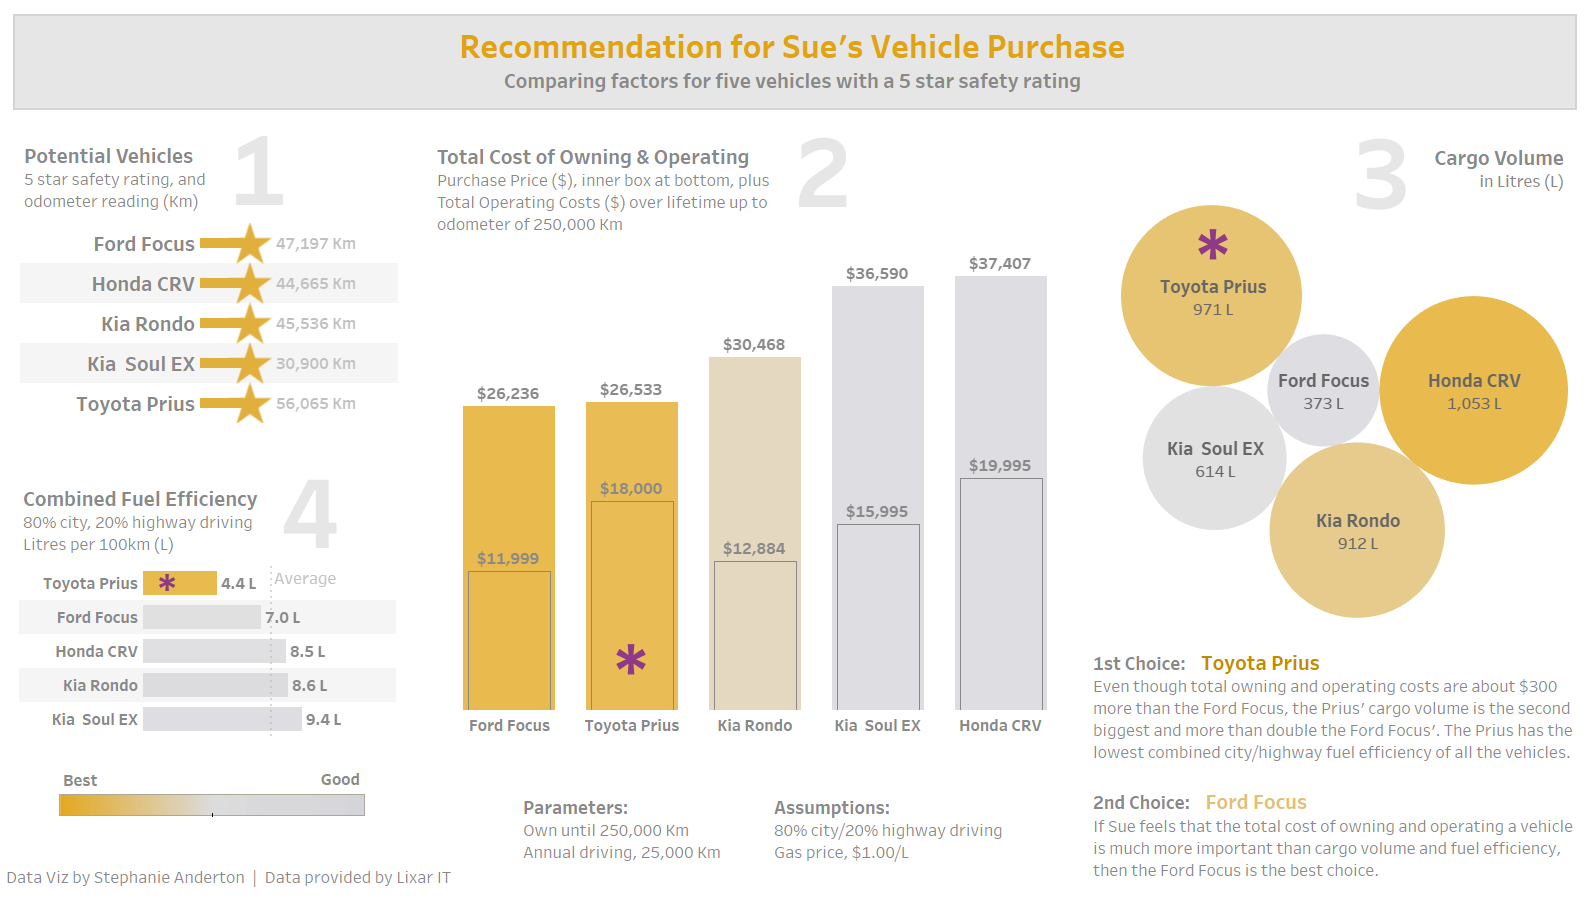 Recommendation for Sue’s Vehicle Purchase
Comparing factors for five vehicles with a 5 star safety rating
Potential Vehicles
1
5 star safety rating, and
odometer reading (Km)
Ford Focus 47,197 Km
Honda CRV 44,665 Km
Kia Rondo 45,536 Km
Kia Soul EX 30,900 Km
Toyota Prius 56,065 Km
Total Cost of Owning & Operating
2
Purchase Price ($), inner box at bottom, plus
Total Operating Costs ($) over lifetime up to
odometer of 250,000 Km
$26,236
$11,999
Ford Focus
$26,533
$18,000
*
Toyota Prius
$30,468
$12,884
Kia Rondo
$36,590
$15,995
Kia Soul EX
$37,407
$19,995
Honda CRV
3
Cargo Volume
in Litres (L)
*
Toyota Prius
971 L
Ford Focus
373 L
Honda CRV
1,053 L
Kia Soul EX
614 L
Kia Rondo
912 L
Combined Fuel Efficiency
4
80% city, 20% highway driving
Litres per 100km (L)
Toyota Prius * 4.4 L Average
Ford Focus 7.0 L
Honda CRV 8.5 L
Kia Rondo 8.6 L
Kia Soul EX 9.4 L
Best Good
Parameters:
Own until 250,000 Km
Annual driving, 25,000 Km
Assumptions:
80% city/20% highway driving
Gas price, $1.00/L
1st Choice: Toyota Prius
Even though total owning and operating costs are about $300
more than the Ford Focus, the Prius’ cargo volume is the second
biggest and more than double the Ford Focus’. The Prius has the
lowest combined city/highway fuel efficiency of all the vehicles.
2nd Choice: Ford Focus
If Sue feels that the total cost of owning and operating a vehicle
is much more important than cargo volume and fuel efficiency,
then the Ford Focus is the best choice.
Data Viz by Stephanie Anderton | Data provided by Lixar IT